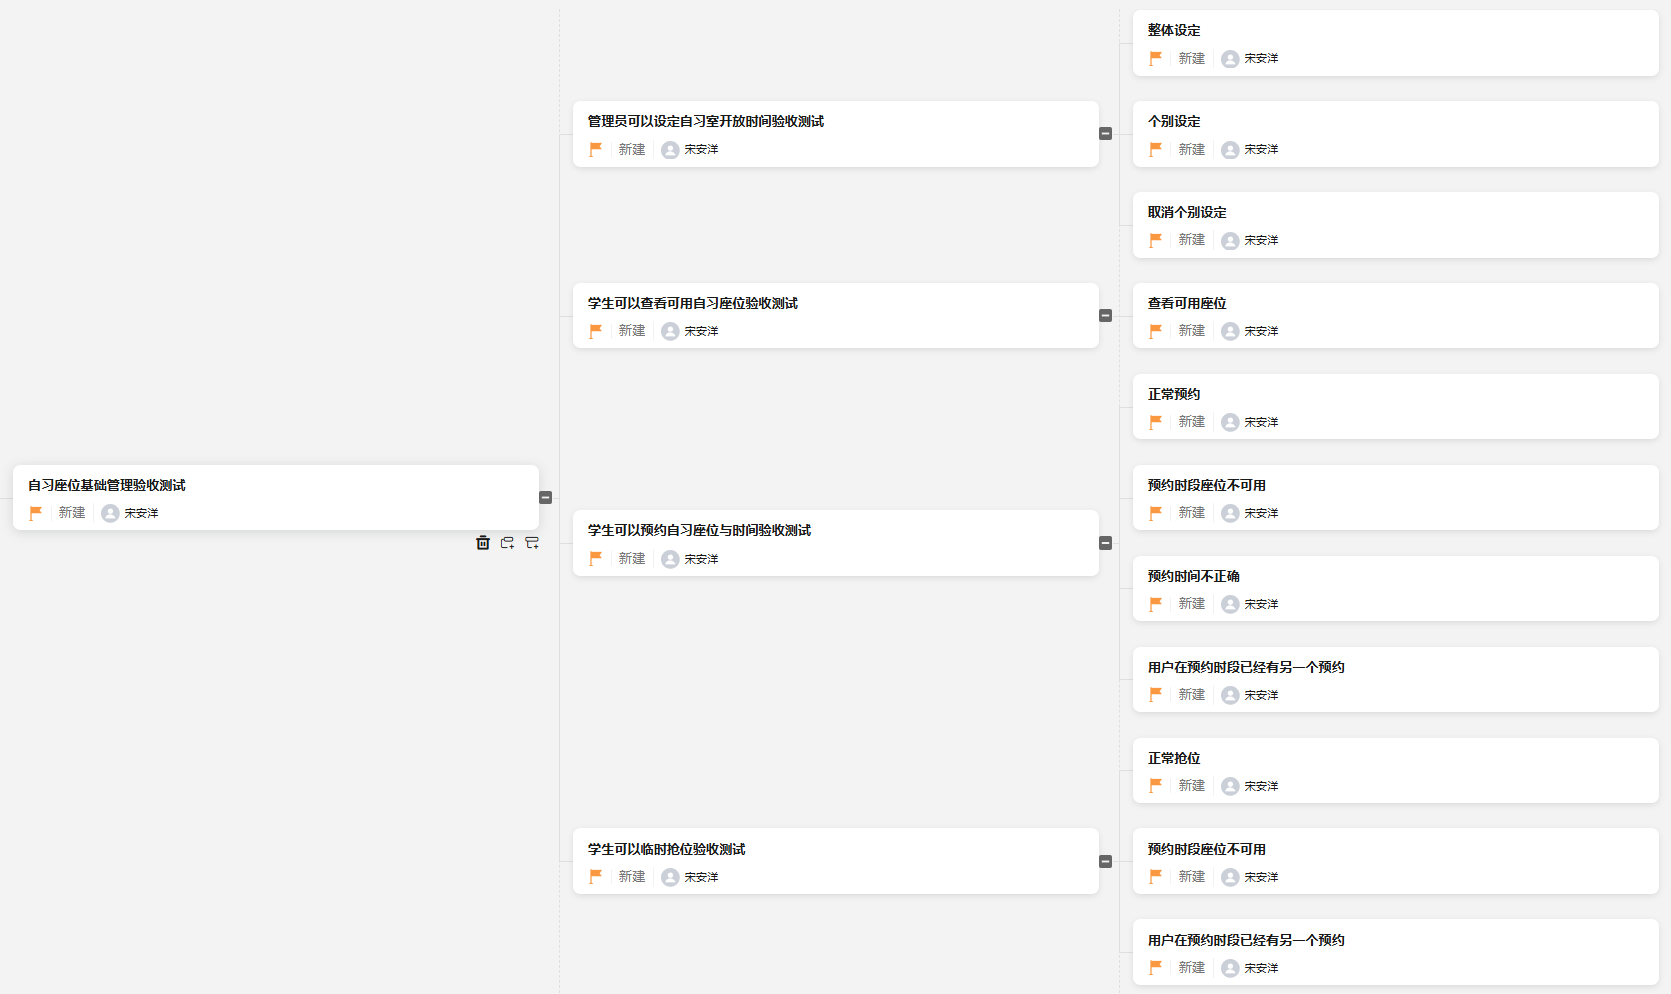 自习座位基础管理验收测试
新建 宋安洋
管理员可以设定自习室开放时间验收测试
新建 宋安洋
学生可以查看可用自习座位验收测试
新建 宋安洋
学生可以预约自习座位与时间验收测试
新建 宋安洋
学生可以临时抢位验收测试
新建 宋安洋
整体设定
新建 宋安洋
个别设定
新建 宋安洋
取消个别设定
新建 宋安洋
查看可用座位
新建 宋安洋
正常预约
新建 宋安洋
预约时段座位不可用
新建 宋安洋
预约时间不正确
新建 宋安洋
用户在预约时段已经有另一个预约
新建 宋安洋
正常抢位
新建 宋安洋
预约时段座位不可用
新建 宋安洋
用户在预约时段已经有另一个预约
新建 宋安洋